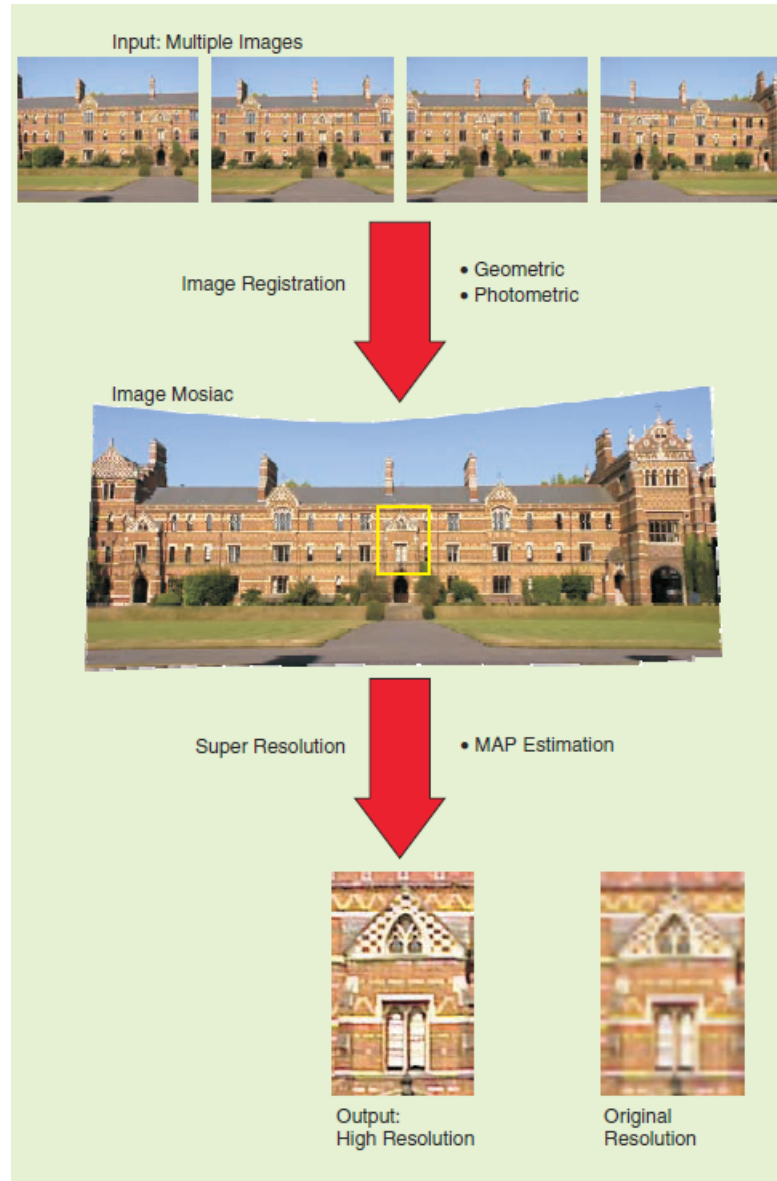 Input: Multiple Images
Image Registration
• Geometric
• Photometric
Image Mosiac
Super Resolution
• MAP Estimation
Output:
High Resolution
Original
Resolution